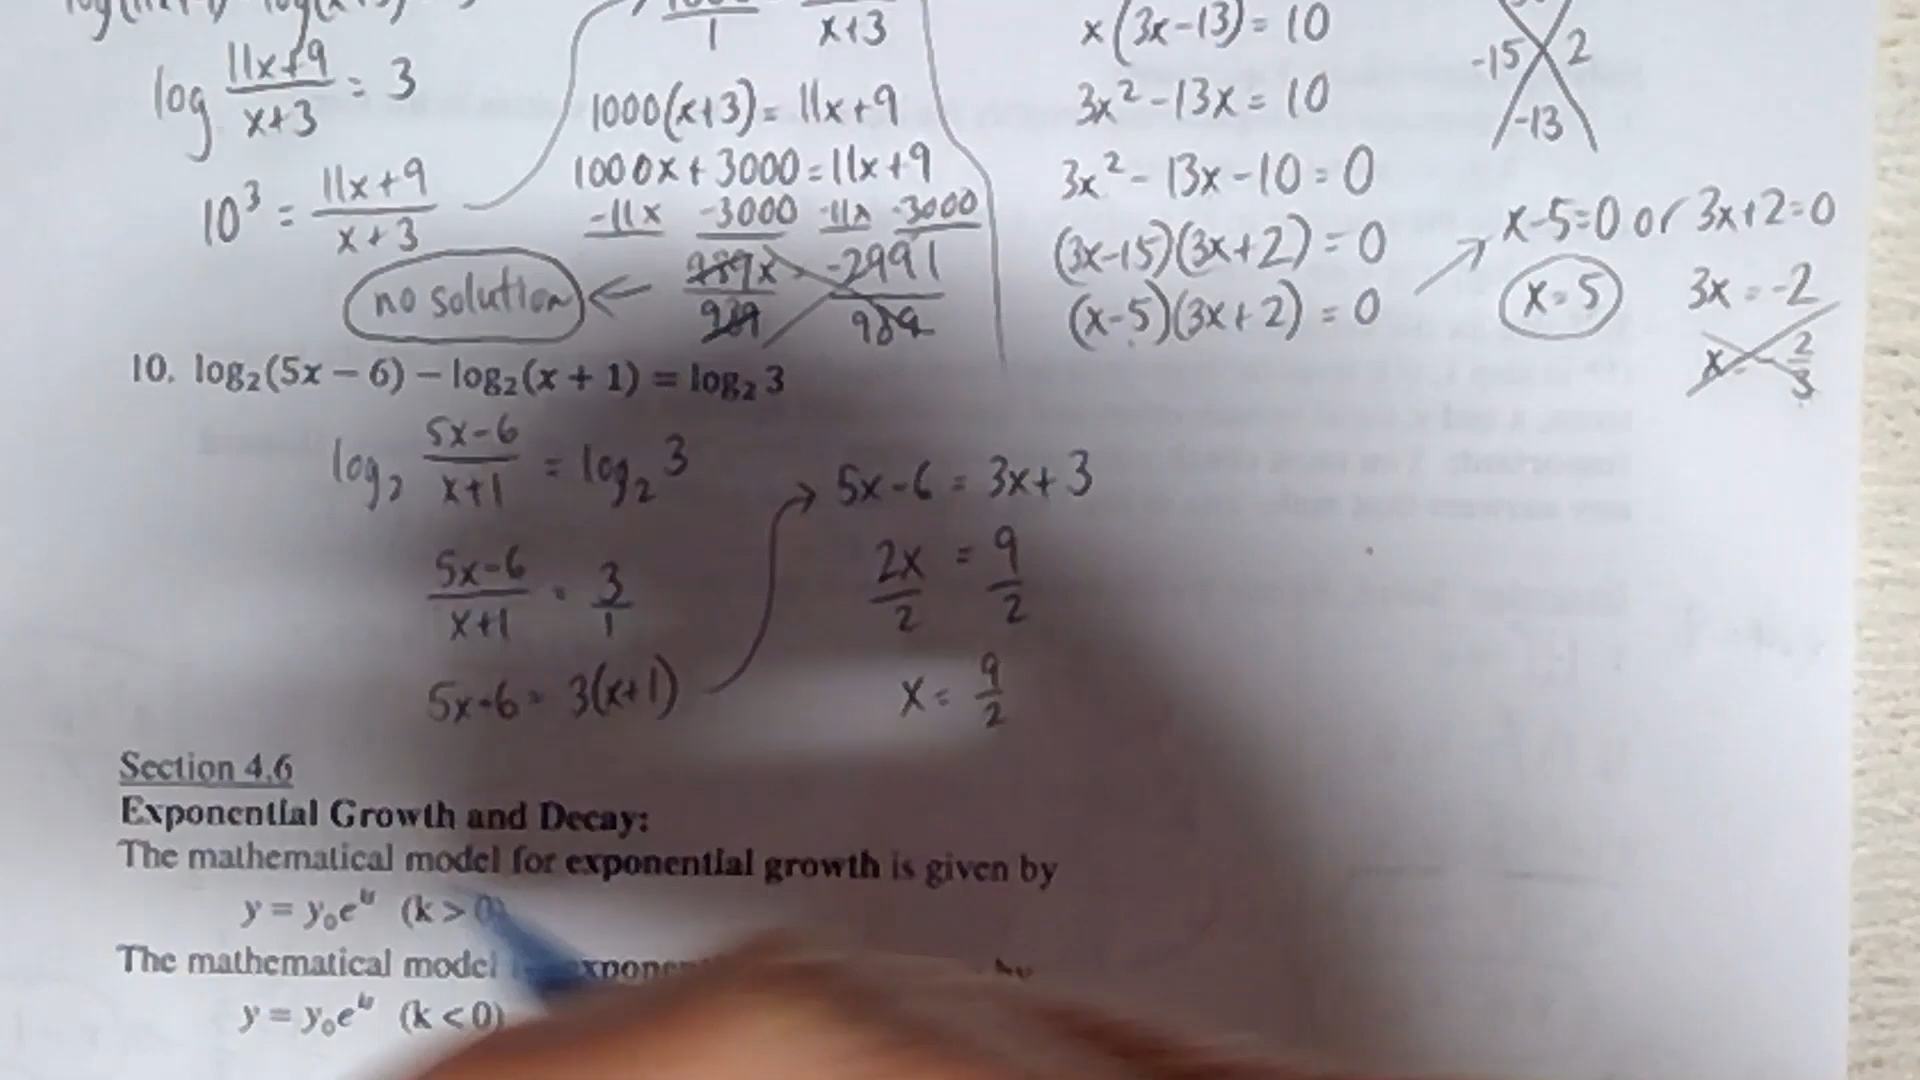 log (11x+9)/(x+3) = 3
10³ = (11x+9)/(x+3)
no solution
1 x+3
1000(x+3) = 11x+9
1000x + 3000 = 11x+9
-11x -3000 -11x -3000
989x = -2991
989 989
x(3x-13) = 10
3x² - 13x = 10
3x² - 13x - 10 = 0
(3x-15)(3x+2) = 0
(x-5)(3x+2) = 0
-15 2
-13
x-5=0 or 3x+2=0
x=5
3x = -2
x = -2/3
10. log₂(5x − 6) − log₂(x + 1) = log₂ 3
log₂ (5x-6)/(x+1) = log₂ 3
(5x-6)/(x+1) = 3/1
5x-6 = 3(x+1)
5x-6 = 3x+3
2x/2 = 9/2
x = 9/2
Section 4.6
Exponential Growth and Decay:
The mathematical model for exponential growth is given by
y = y₀eᵏᵗ (k > 0)
The mathematical model
y = y₀eᵏᵗ (k < 0)